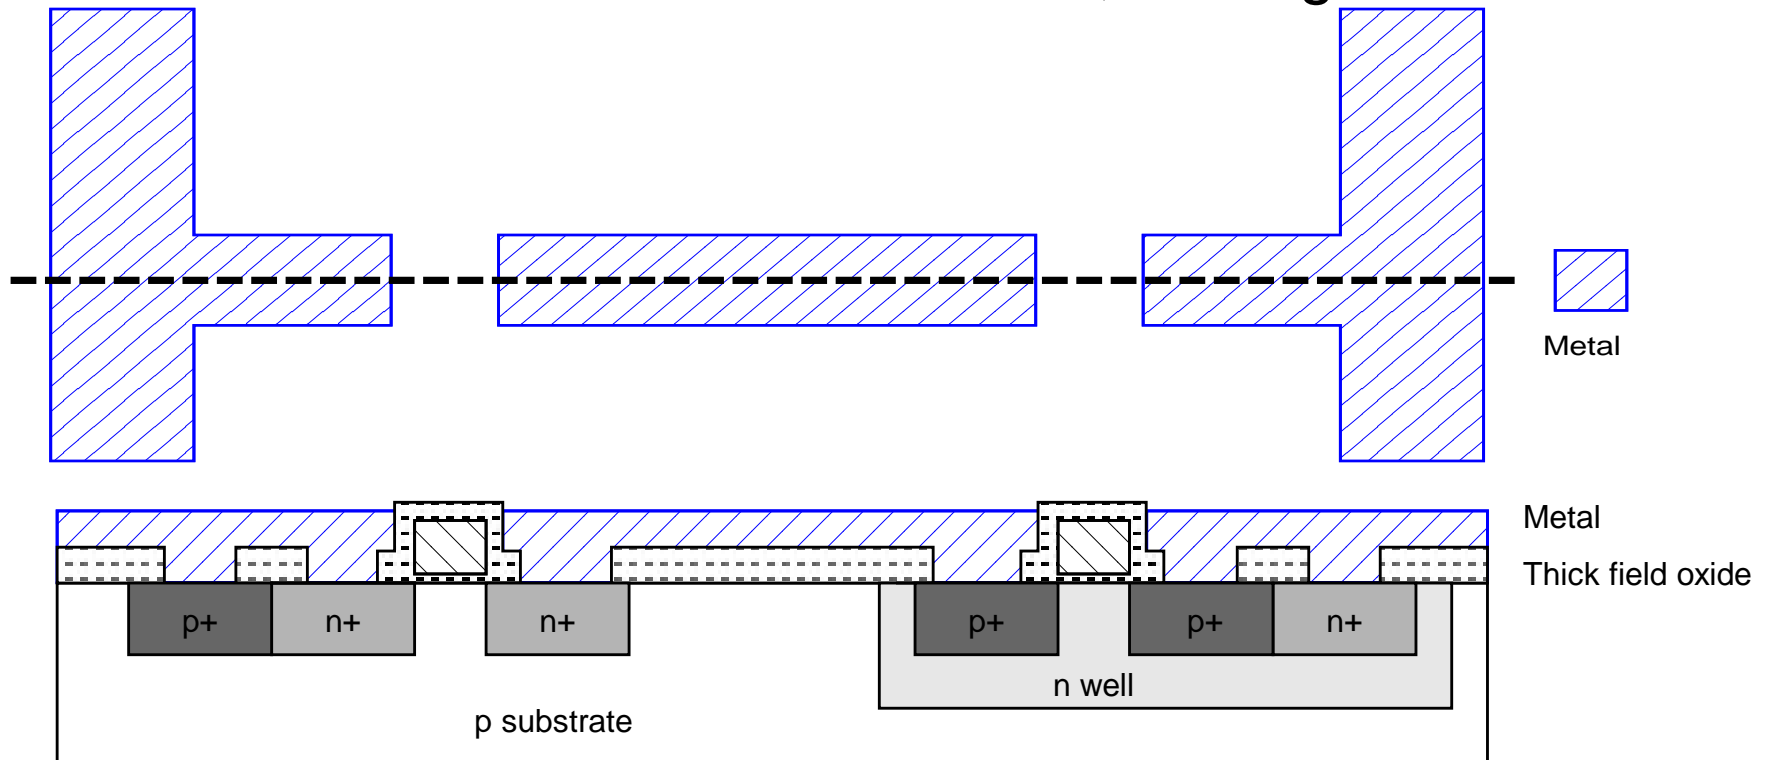 Metal
Metal
Thick field oxide
p+
n+
n+
p+
p+
n+
n well
p substrate